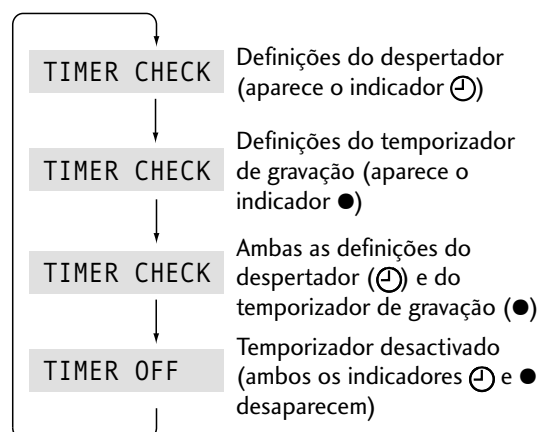 TIMER CHECK
Definições do despertador
(aparece o indicador ⏲)
TIMER CHECK
Definições do temporizador
de gravação (aparece o
indicador ●)
TIMER CHECK
Ambas as definições do
despertador (⏲) e do
temporizador de gravação (●)
TIMER OFF
Temporizador desactivado
(ambos os indicadores ⏲ e ●
desaparecem)